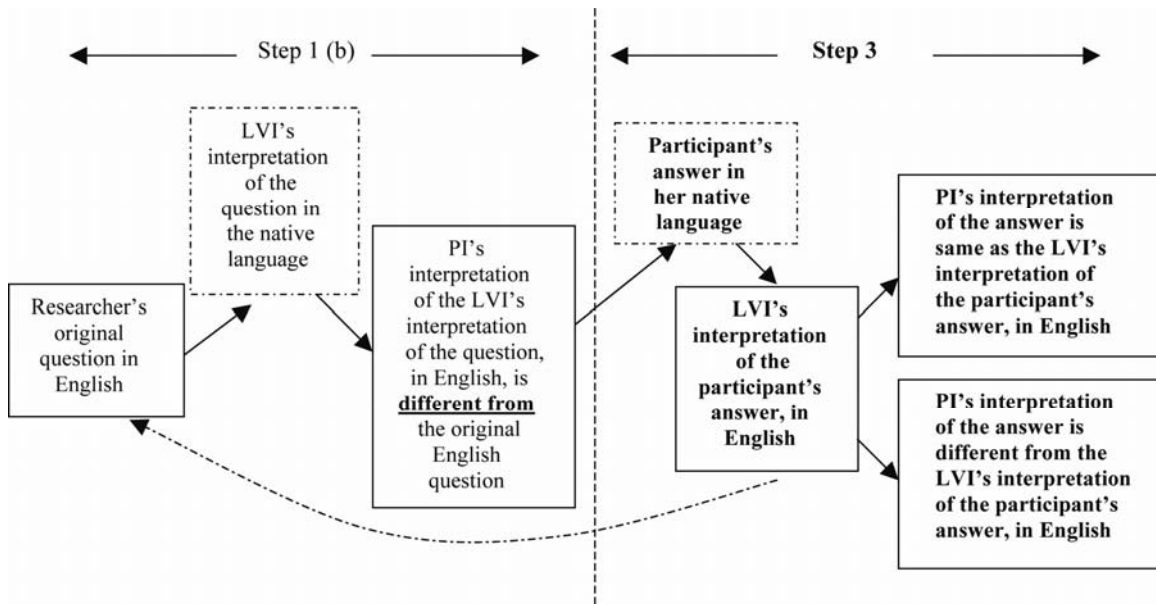 Step 1 (b)
Step 3
Researcher's
original
question in
English
LVI's
interpretation
of the
question in
the native
language
PI's
interpretation
of the LVI's
interpretation
of the question,
in English, is
different from
the original
English
question
Participant's
answer in
her native
language
LVI's
interpretation
of the
participant's
answer, in
English
PI's interpretation
of the answer is
same as the LVI's
interpretation of
the participant's
answer, in English
PI's interpretation
of the answer is
different from the
LVI's interpretation
of the participant's
answer, in English